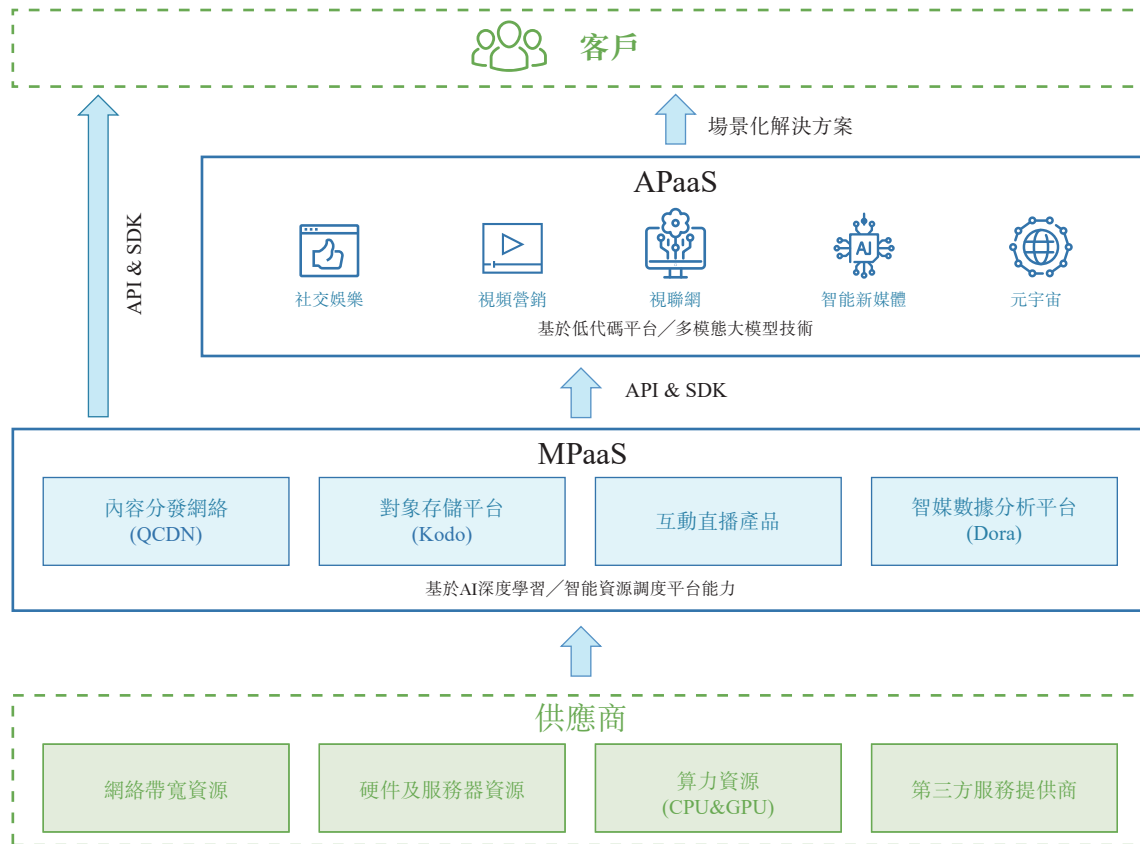 客戶
場景化解決方案
API & SDK
APaaS
AI
社交娛樂
視頻營銷
視聯網
智能新媒體
元宇宙
基於低代碼平台／多模態大模型技術
API & SDK
MPaaS
內容分發網絡
(QCDN)
對象存儲平台
(Kodo)
互動直播產品
智媒數據分析平台
(Dora)
基於AI深度學習／智能資源調度平台能力
供應商
網絡帶寬資源
硬件及服務器資源
算力資源
(CPU&GPU)
第三方服務提供商